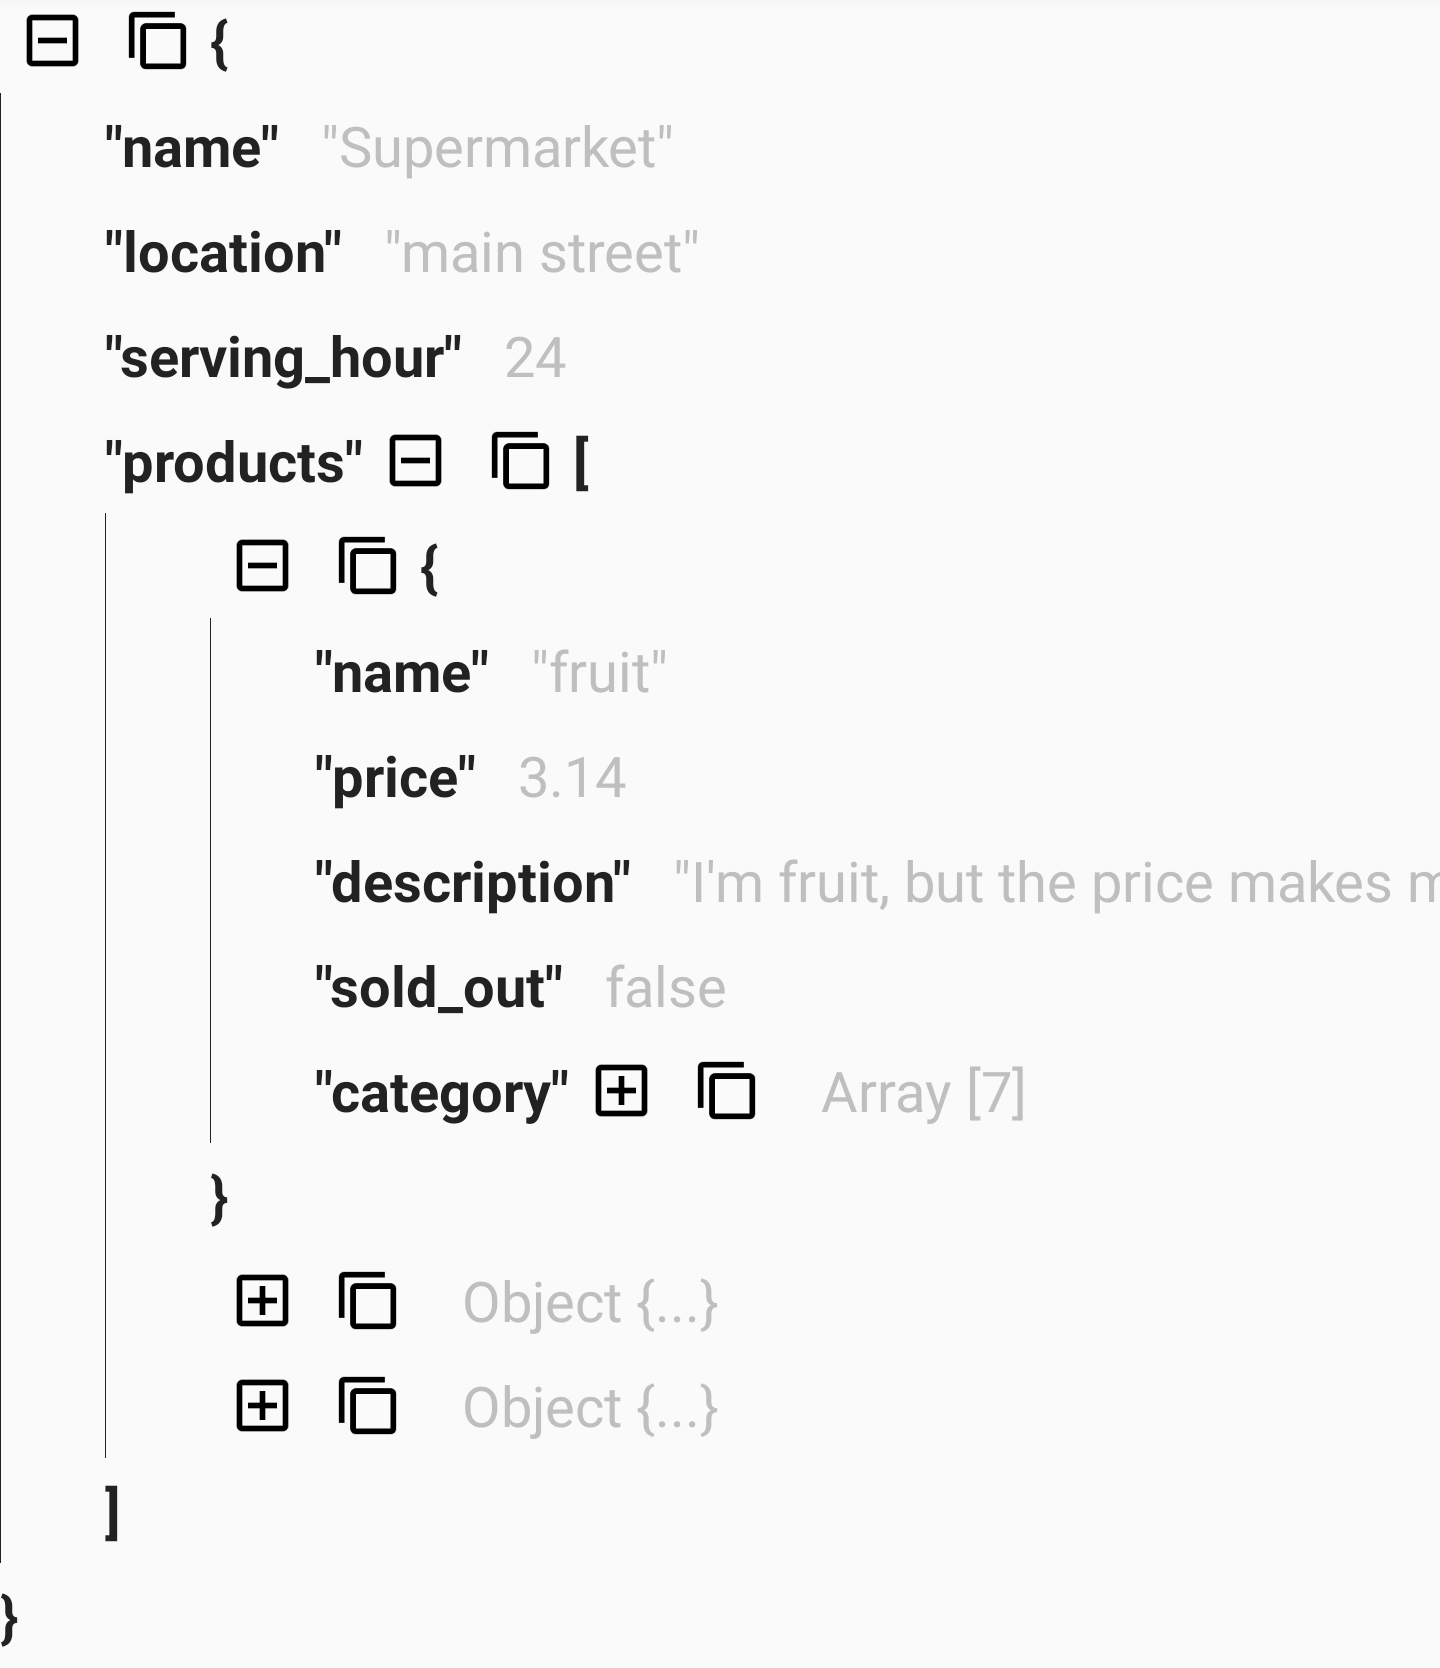 {
"name" "Supermarket"
"location" "main street"
"serving_hour" 24
"products" [
{
"name" "fruit"
"price" 3.14
"description" "I'm fruit, but the price makes
"sold_out" false
"category" Array [7]
}
Object {...}
Object {...}
]
}